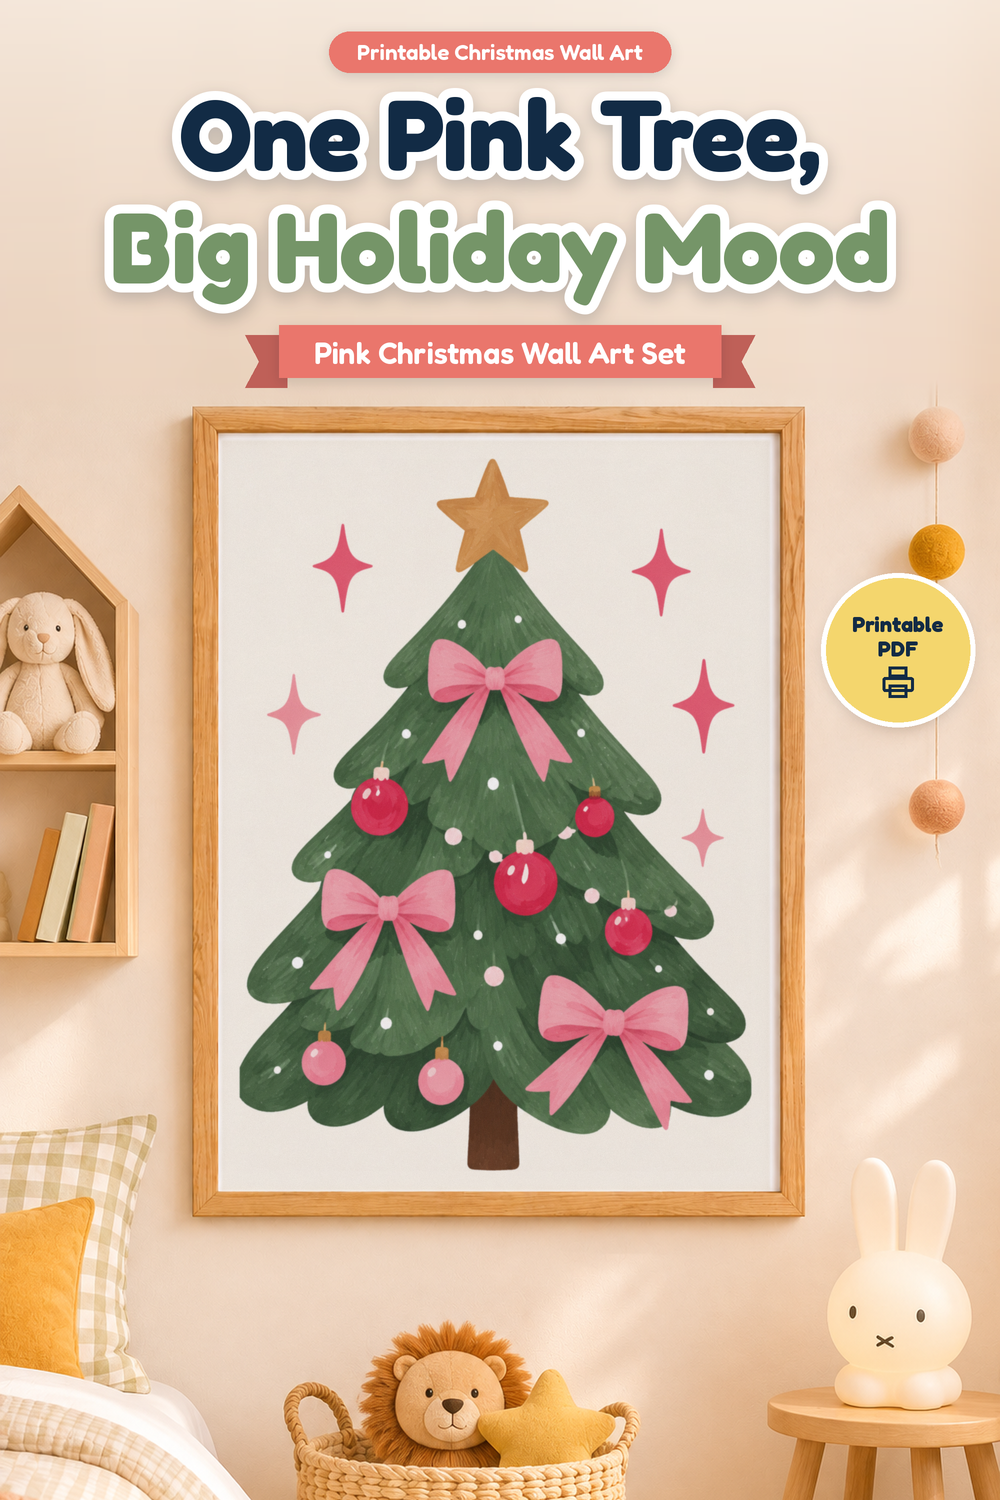 Printable Christmas Wall Art
One Pink Tree,
Big Holiday Mood
Pink Christmas Wall Art Set
Printable
PDF